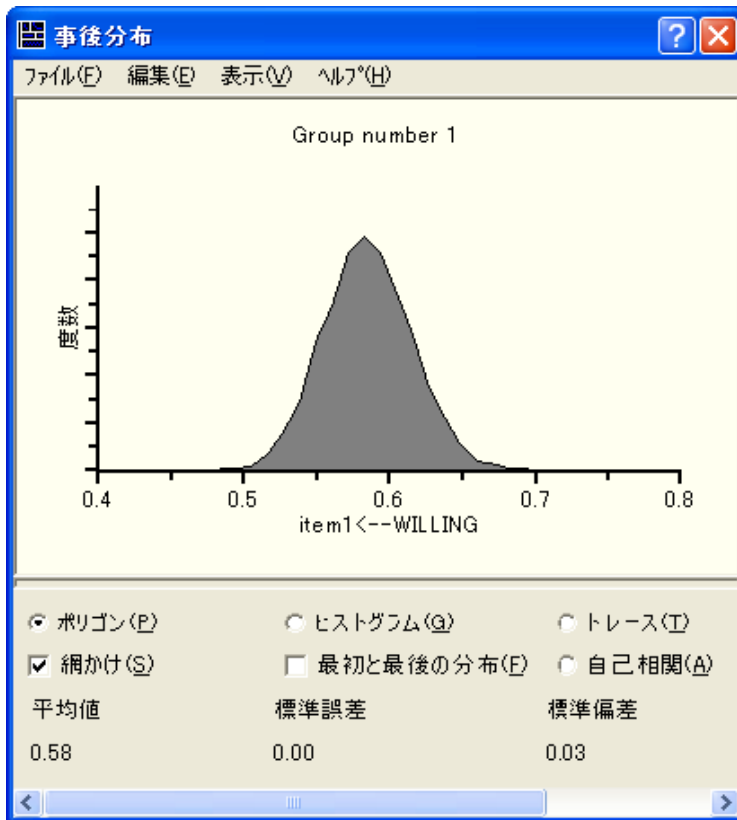 事後分布
ファイル(F) 編集(E) 表示(V) ヘルプ(H)
Group number 1
度数
0.4 0.5 0.6 0.7 0.8
item1<--WILLING
ポリゴン(P) ヒストグラム(G) トレース(T)
網かけ(S) 最初と最後の分布(F) 自己相関(A)
平均値 標準誤差 標準偏差
0.58 0.00 0.03